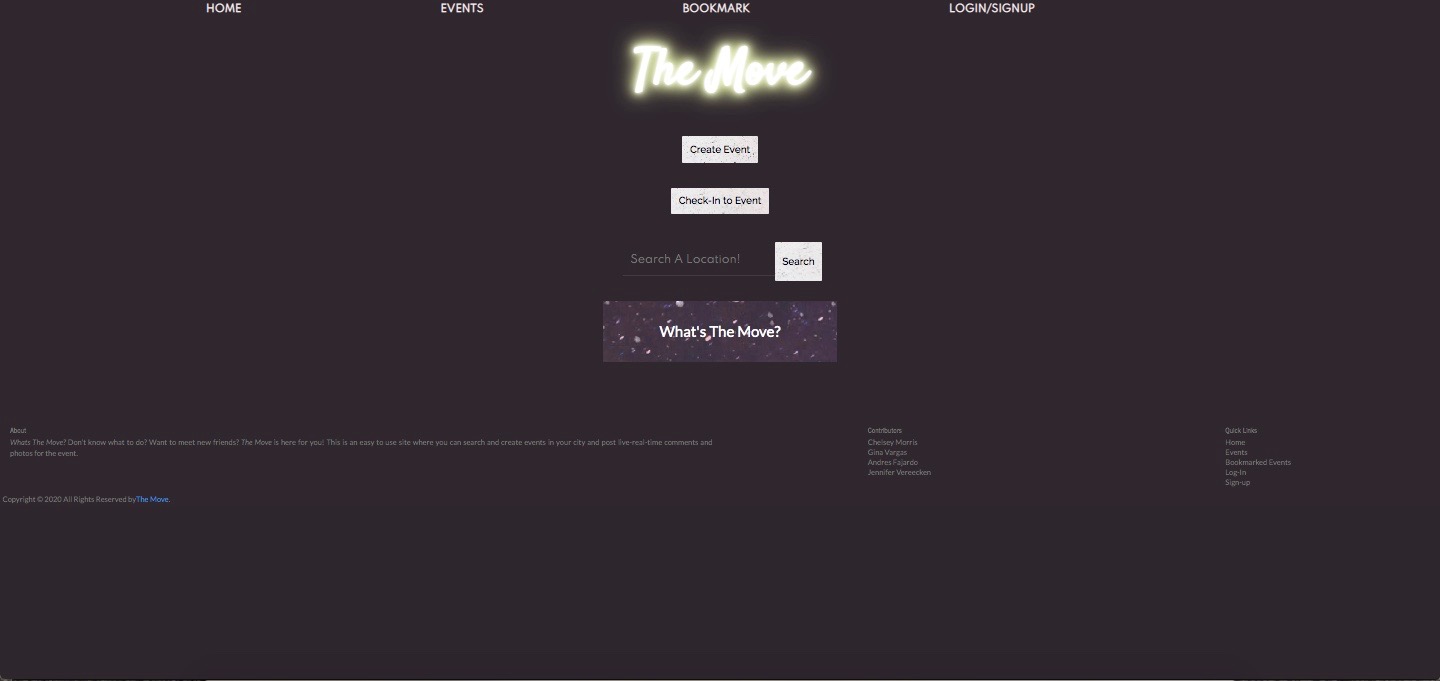 HOME EVENTS BOOKMARK LOGIN/SIGNUP
The Move
Create Event
Check-In to Event
Search A Location! Search
What's The Move?
About
Whats The Move? Don't know what to do? Want to meet new friends? The Move is here for you! This is an easy to use site where you can search and create events in your city and post live-real-time comments and
photos for the event.
Contributors
Chelsey Morris
Gina Vargas
Andres Fajardo
Jennifer Vereecken
Quick Links
Home
Events
Bookmarked Events
Log-In
Sign-up
Copyright © 2020 All Rights Reserved byThe Move.